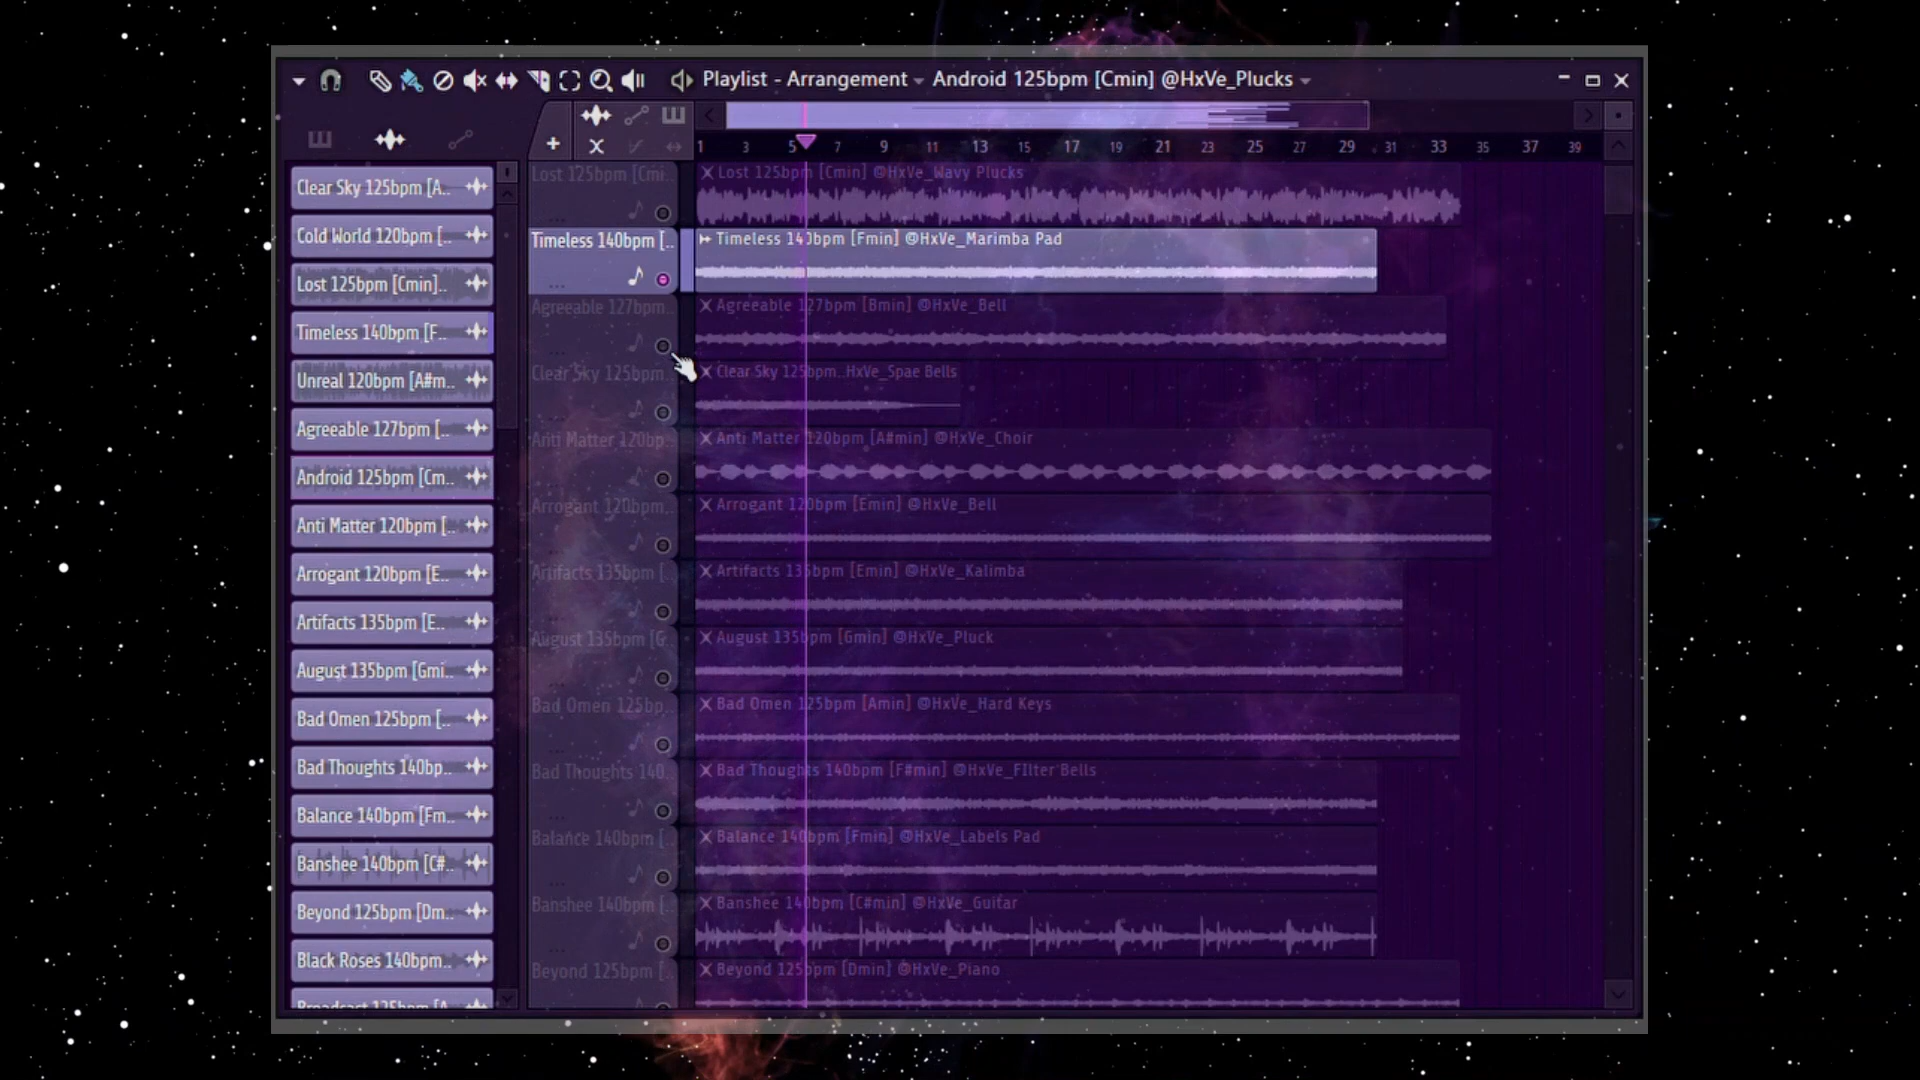 Playlist - Arrangement Android 125bpm [Cmin] @HxVe_Plucks
1 3 5 7 9 11 13 15 17 19 21 23 25 27 29 31 33 35 37 39
Clear Sky 125bpm [A..
Cold World 120bpm [..
Lost 125bpm [Cmin]..
Timeless 140bpm [F..
Unreal 120bpm [A#m..
Agreeable 127bpm [..
Android 125bpm [Cm..
Anti Matter 120bpm [..
Arrogant 120bpm [E..
Artifacts 135bpm [E..
August 135bpm [Gmi..
Bad Omen 125bpm [..
Bad Thoughts 140bp..
Balance 140bpm [Fm..
Banshee 140bpm [C#..
Beyond 125bpm [Dm..
Black Roses 140bpm..
Broadcast 125bpm [A..
Lost 125bpm [Cmi..
Lost 125bpm [Cmin] @HxVe_Wavy Plucks
Timeless 140bpm [..
Timeless 140bpm [Fmin] @HxVe_Marimba Pad
Agreeable 127bpm..
Agreeable 127bpm [Bmin] @HxVe_Bell
Clear Sky 125bpm..
Clear Sky 125bpm..HxVe_Spae Bells
Anti Matter 120bp..
Anti Matter 120bpm [A#min] @HxVe_Choir
Arrogant 120bpm..
Arrogant 120bpm [Emin] @HxVe_Bell
Artifacts 135bpm [..
Artifacts 135bpm [Emin] @HxVe_Kalimba
August 135bpm [G..
August 135bpm [Gmin] @HxVe_Pluck
Bad Omen 125bp..
Bad Omen 125bpm [Amin] @HxVe_Hard Keys
Bad Thoughts 140..
Bad Thoughts 140bpm [F#min] @HxVe_FIlter Bells
Balance 140bpm [..
Balance 140bpm [Fmin] @HxVe_Labels Pad
Banshee 140bpm [..
Banshee 140bpm [C#min] @HxVe_Guitar
Beyond 125bpm [..
Beyond 125bpm [Dmin] @HxVe_Piano